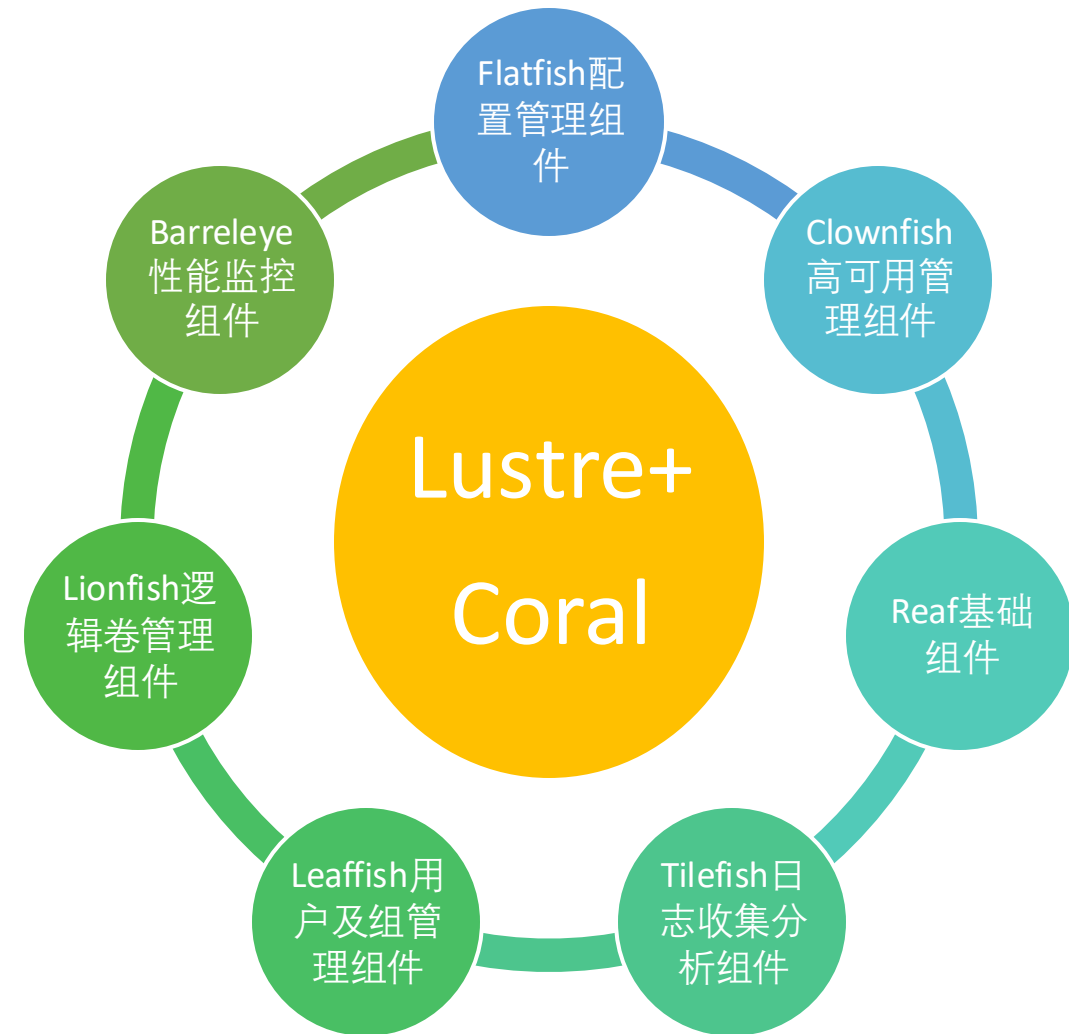 Flatfish配
置管理组
件
Clownfish
高可用管
理组件
Reaf基础
组件
Tilefish日
志收集分
析组件
Leaffish用
户及组管
理组件
Lionfish逻
辑卷管理
组件
Barreleye
性能监控
组件
Lustre+
Coral